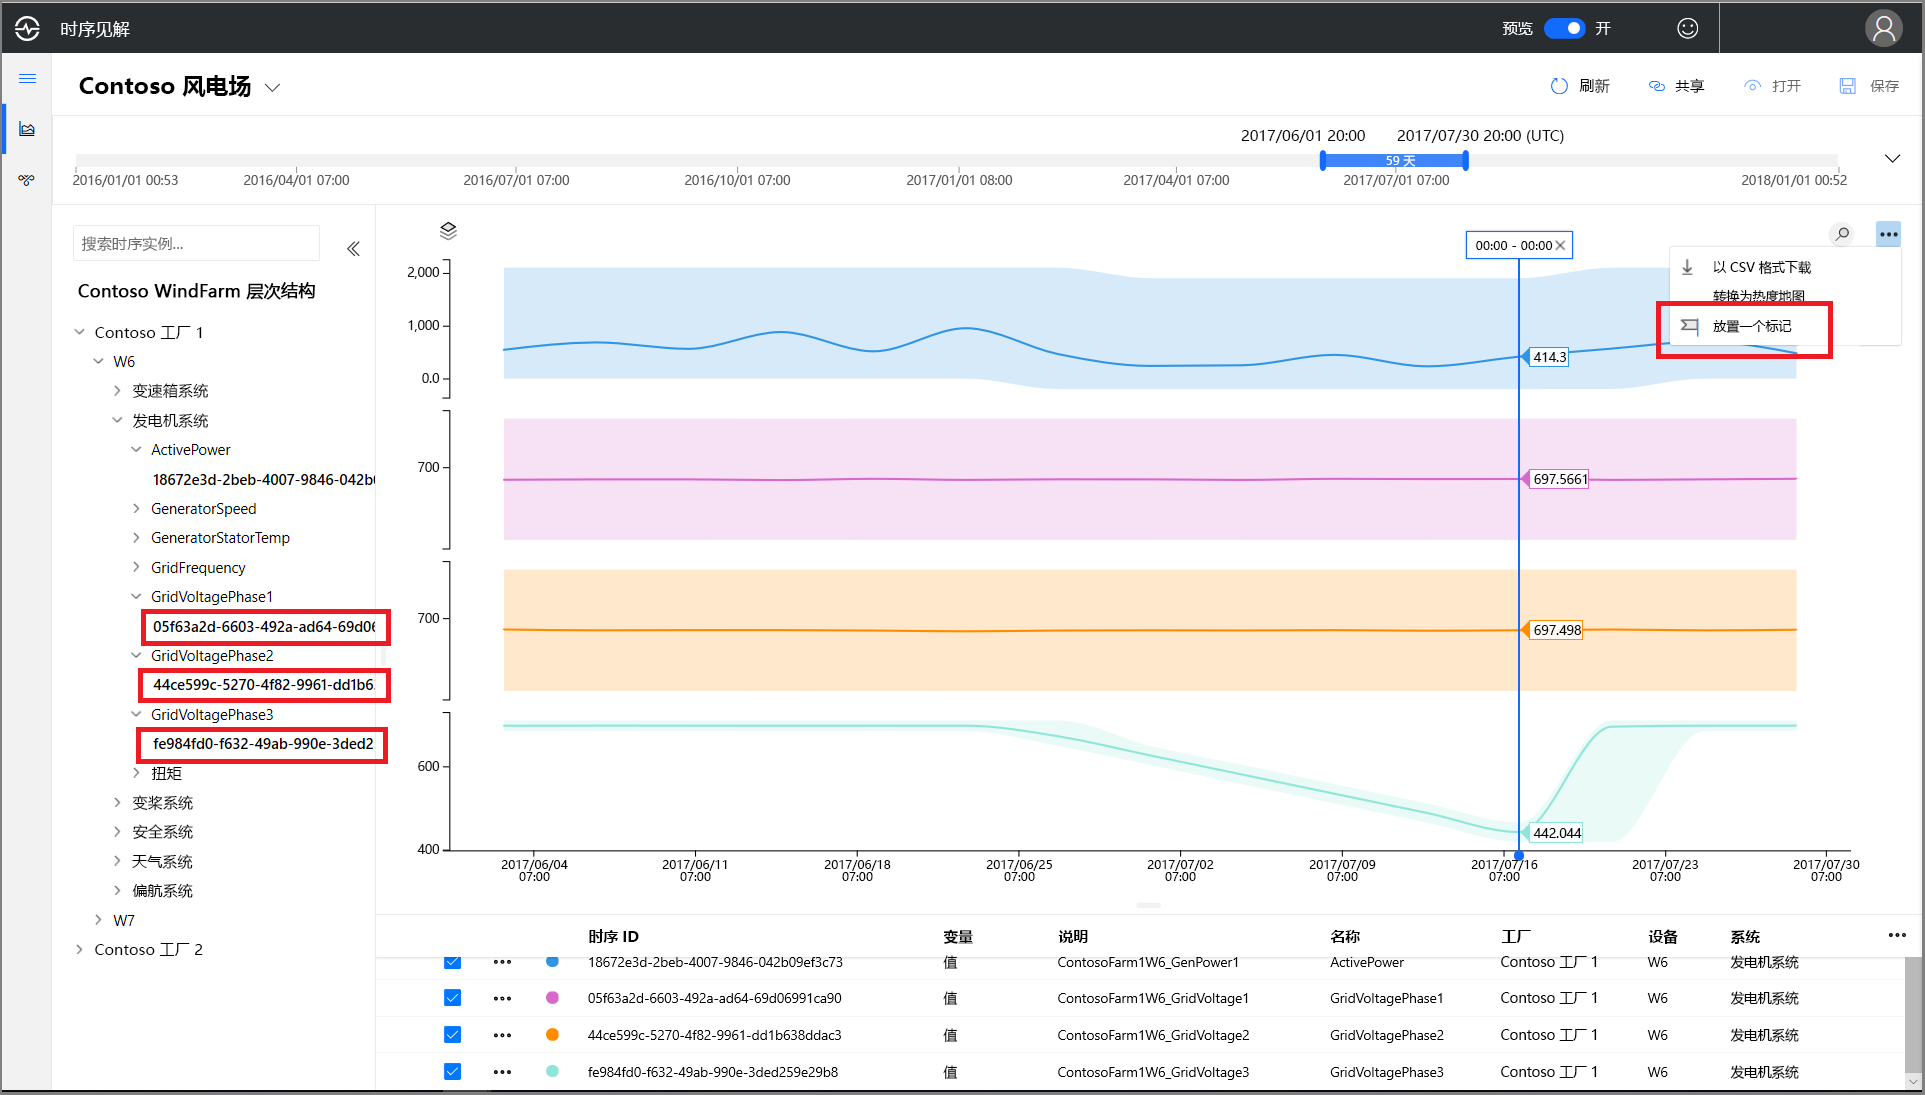 时序见解
预览 开
Contoso 风电场
刷新 共享 打开 保存
2017/06/01 20:00 2017/07/30 20:00 (UTC)
59 天
2016/01/01 00:53 2016/04/01 07:00 2016/07/01 07:00 2016/10/01 07:00 2017/01/01 08:00 2017/04/01 07:00 2017/07/01 07:00 2018/01/01 00:52
搜索时序实例...
Contoso WindFarm 层次结构
Contoso 工厂 1
W6
变速箱系统
发电机系统
ActivePower
18672e3d-2beb-4007-9846-042b
GeneratorSpeed
GeneratorStatorTemp
GridFrequency
GridVoltagePhase1
05f63a2d-6603-492a-ad64-69d06
GridVoltagePhase2
44ce599c-5270-4f82-9961-dd1b6
GridVoltagePhase3
fe984fd0-f632-49ab-990e-3ded2
扭矩
变桨系统
安全系统
天气系统
偏航系统
W7
Contoso 工厂 2
00:00 - 00:00
以 CSV 格式下载
转换为热度地图
放置一个标记
2,000
1,000
0.0
414.3
700
697.5661
700
697.498
600
400
442.044
2017/06/04 2017/06/11 2017/06/18 2017/06/25 2017/07/02 2017/07/09 2017/07/16 2017/07/23 2017/07/30
07:00 07:00 07:00 07:00 07:00 07:00 07:00 07:00 07:00
时序 ID 变量 说明 名称 工厂 设备 系统
18672e3d-2beb-4007-9846-042b09ef3c73 值 ContosoFarm1W6_GenPower1 ActivePower Contoso 工厂 1 W6 发电机系统
05f63a2d-6603-492a-ad64-69d06991ca90 值 ContosoFarm1W6_GridVoltage1 GridVoltagePhase1 Contoso 工厂 1 W6 发电机系统
44ce599c-5270-4f82-9961-dd1b638ddac3 值 ContosoFarm1W6_GridVoltage2 GridVoltagePhase2 Contoso 工厂 1 W6 发电机系统
fe984fd0-f632-49ab-990e-3ded259e29b8 值 ContosoFarm1W6_GridVoltage3 GridVoltagePhase3 Contoso 工厂 1 W6 发电机系统